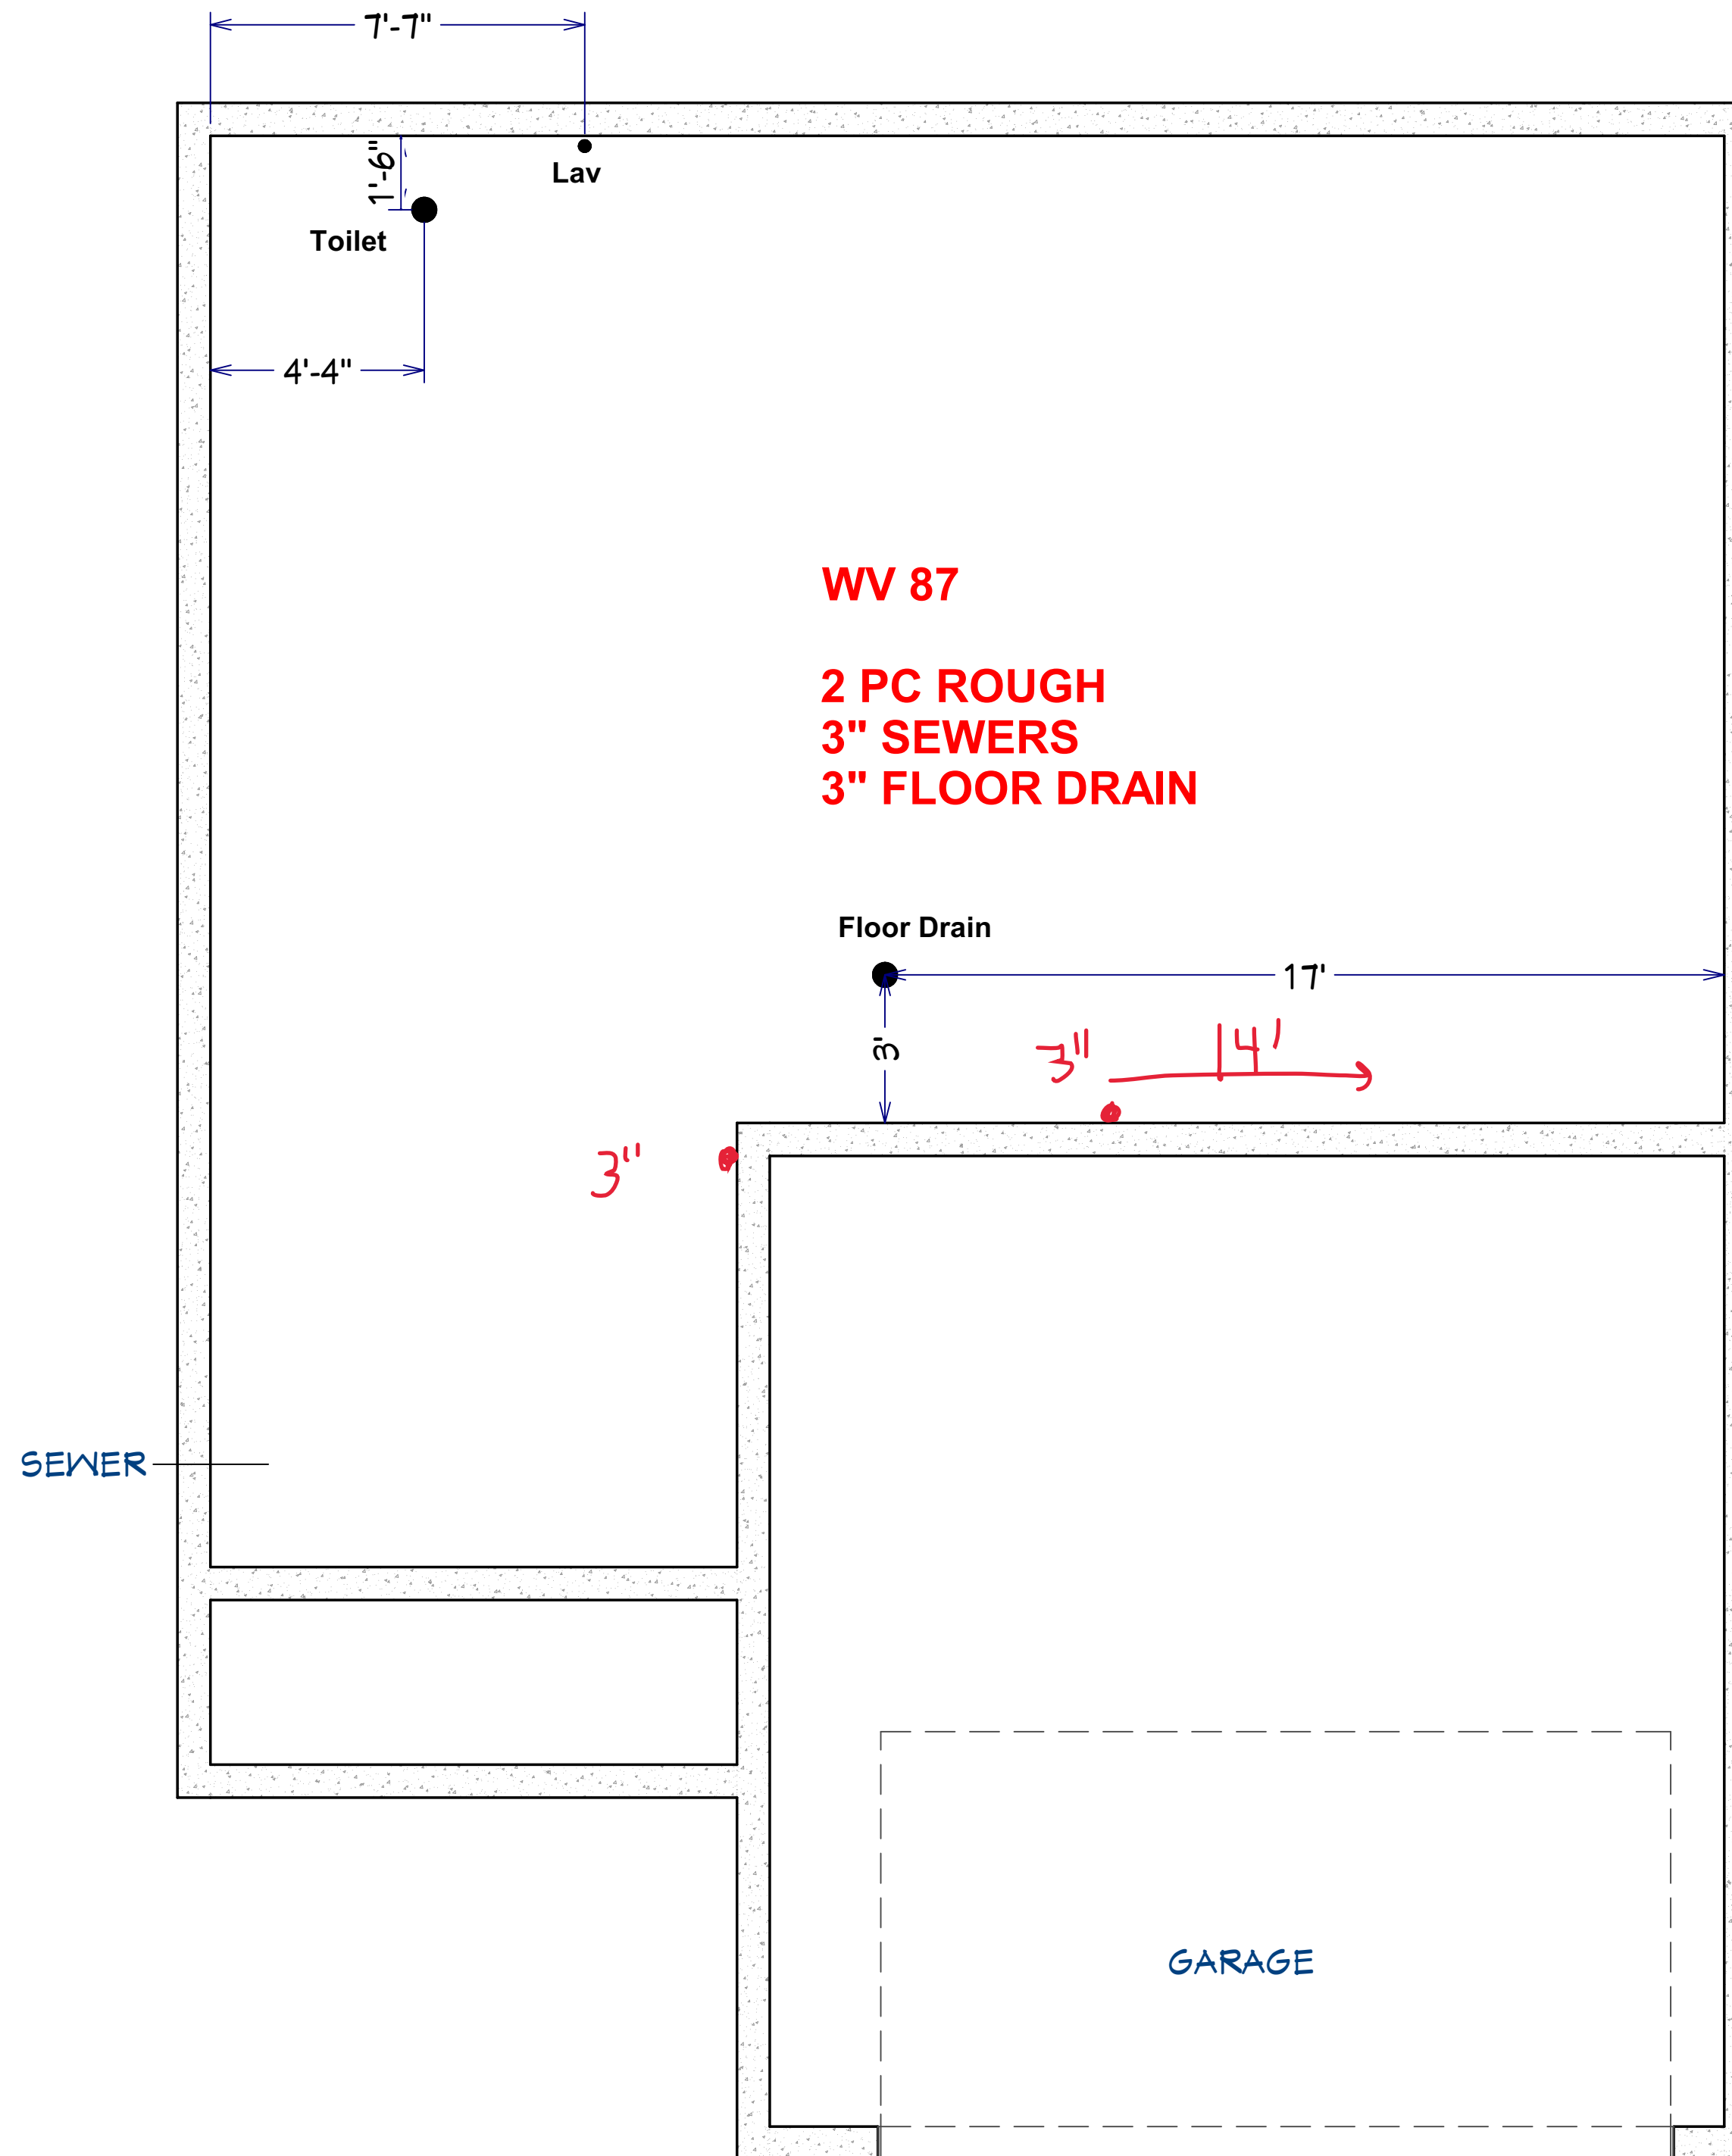 7'-7"
1'-6"
Lav
Toilet
4'-4"
WV 87
2 PC ROUGH
3" SEWERS
3" FLOOR DRAIN
Floor Drain
17'
3'
3" 14'
3"
SEWER
GARAGE